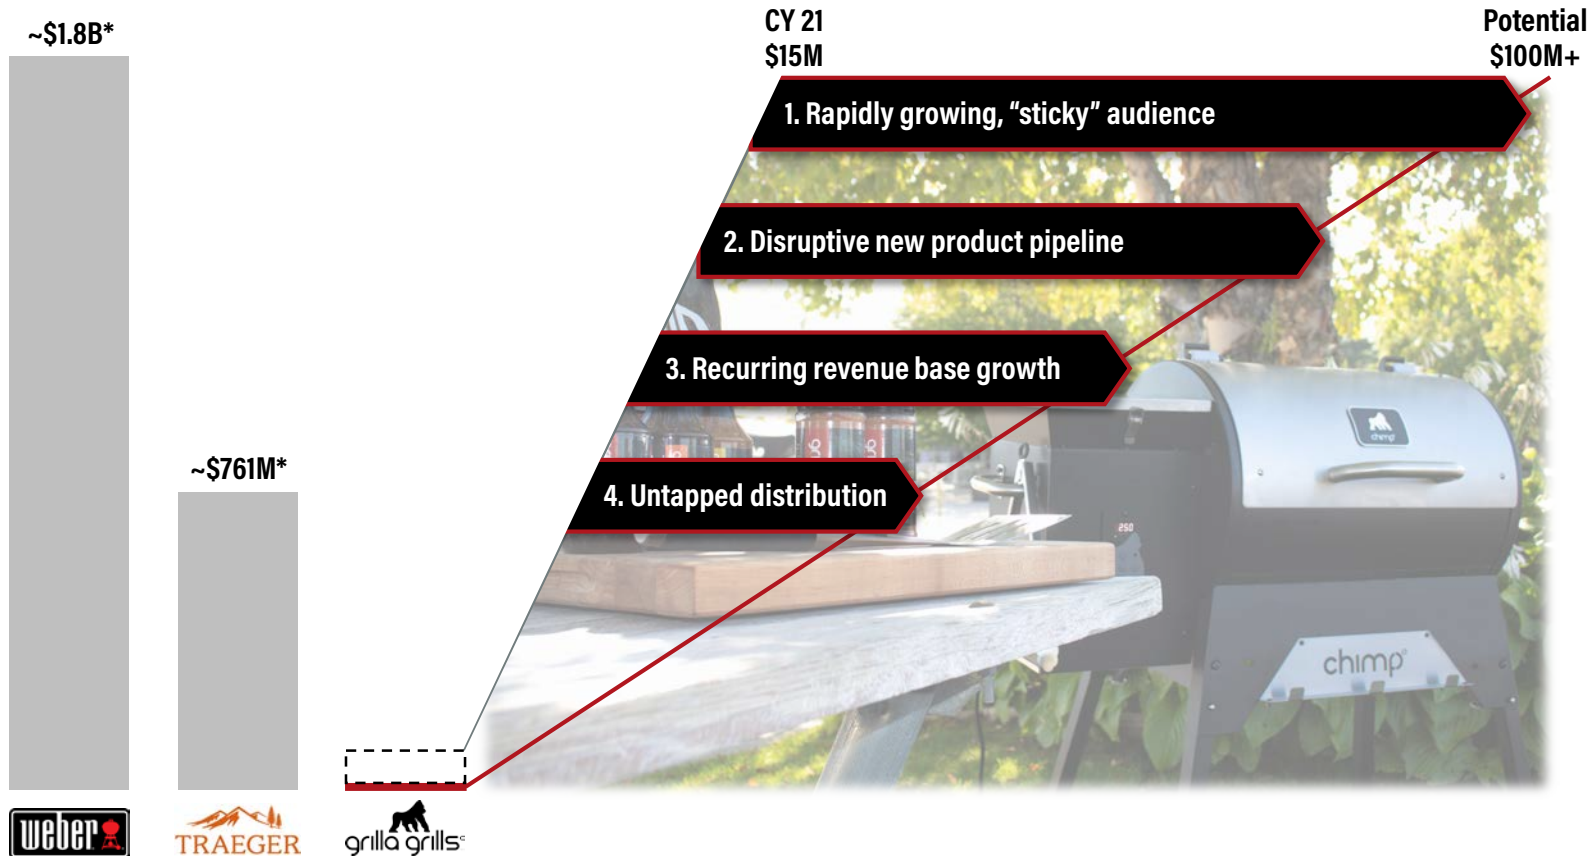 ~$1.8B*
CY 21
$15M
Potential
$100M+
1. Rapidly growing, “sticky” audience
2. Disruptive new product pipeline
3. Recurring revenue base growth
~$761M*
4. Untapped distribution
250
chimp
chimp
weber
TRAEGER
grilla grills